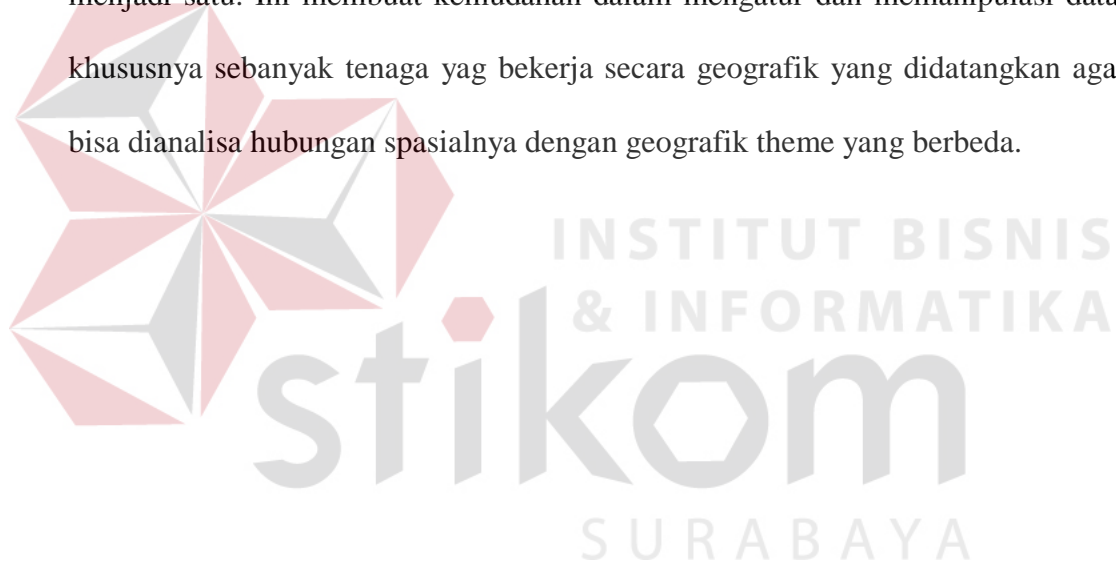 menjadi satu. Ini membuat kemudahan dalam mengatur dan memanipulasi data
khususnya sebanyak tenaga yag bekerja secara geografik yang didatangkan aga
bisa dianalisa hubungan spasialnya dengan geografik theme yang berbeda.
INSTITUT BISNIS
& INFORMATIKA
stikom
SURABAYA